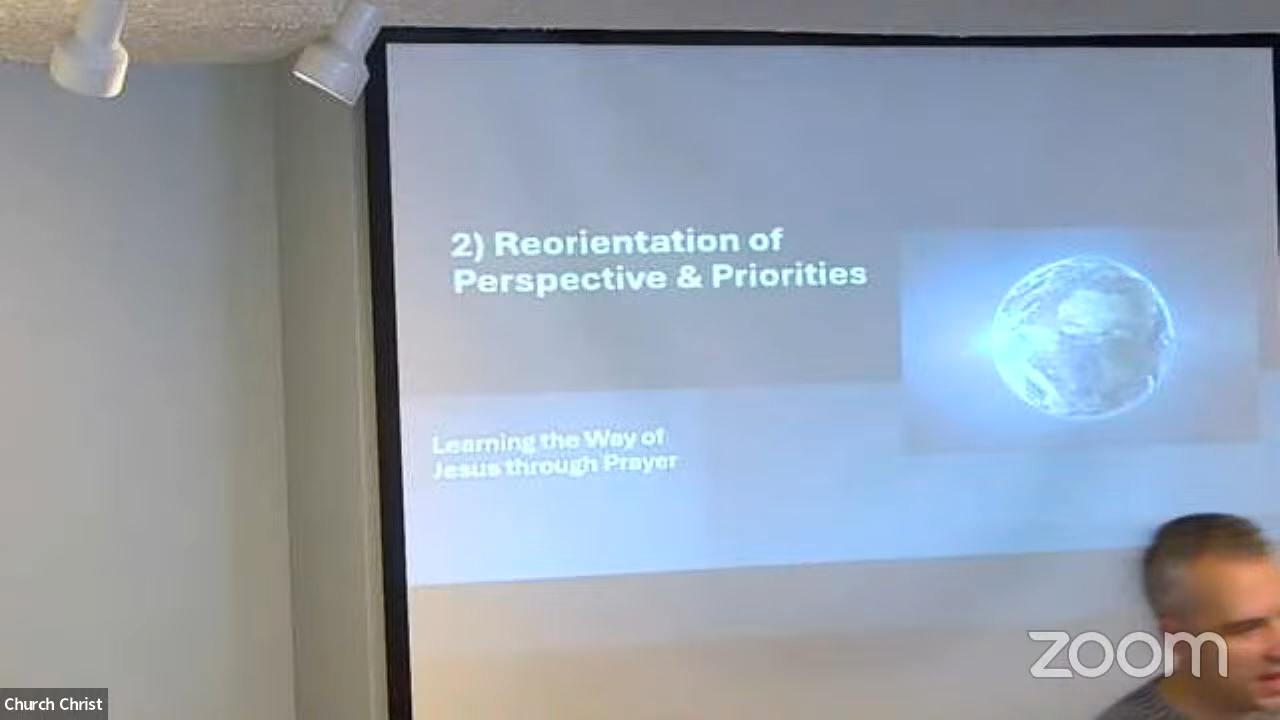 2) Reorientation of
Perspective & Priorities
Learning the Way of
Jesus through Prayer
zoom
Church Christ